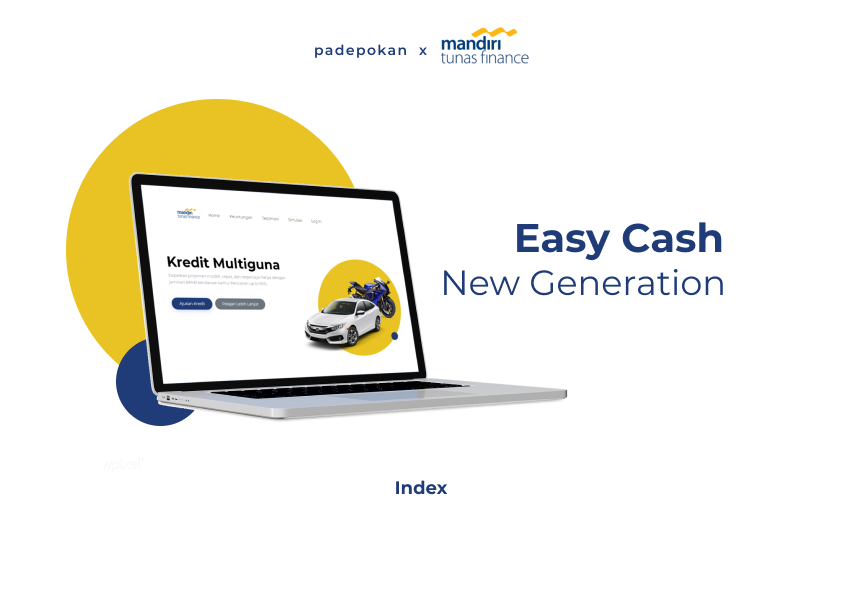 padepokan x
mandiri
tunas finance
mandiri
tunas finance
Home
Keuntungan
Testimoni
Simulasi
Login
Kredit Multiguna
Ajukan Kredit
Pelajari Lebih Lanjut
Easy Cash
New Generation
Index